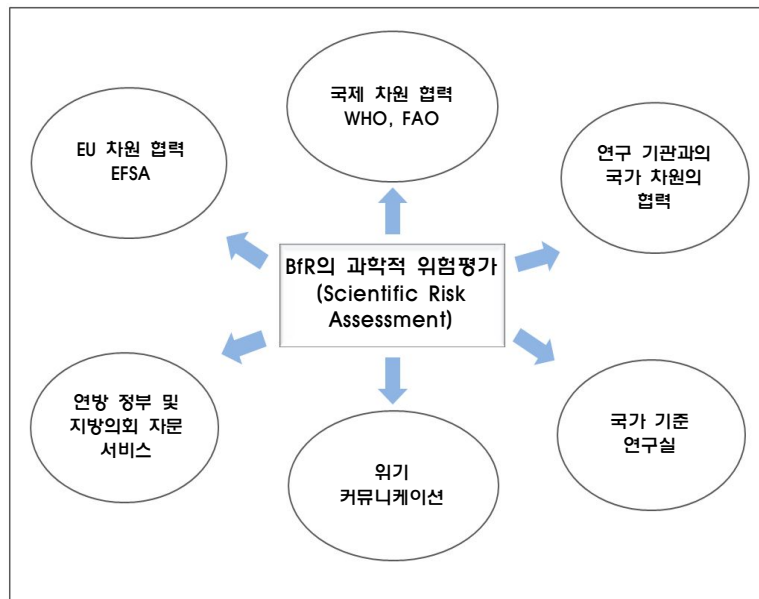 국제 차원 협력
WHO, FAO
EU 차원 협력
EFSA
연구 기관과의
국가 차원의
협력
BfR의 과학적 위험평가
(Scientific Risk
Assessment)
연방 정부 및
지방의회 자문
서비스
위기
커뮤니케이션
국가 기준
연구실